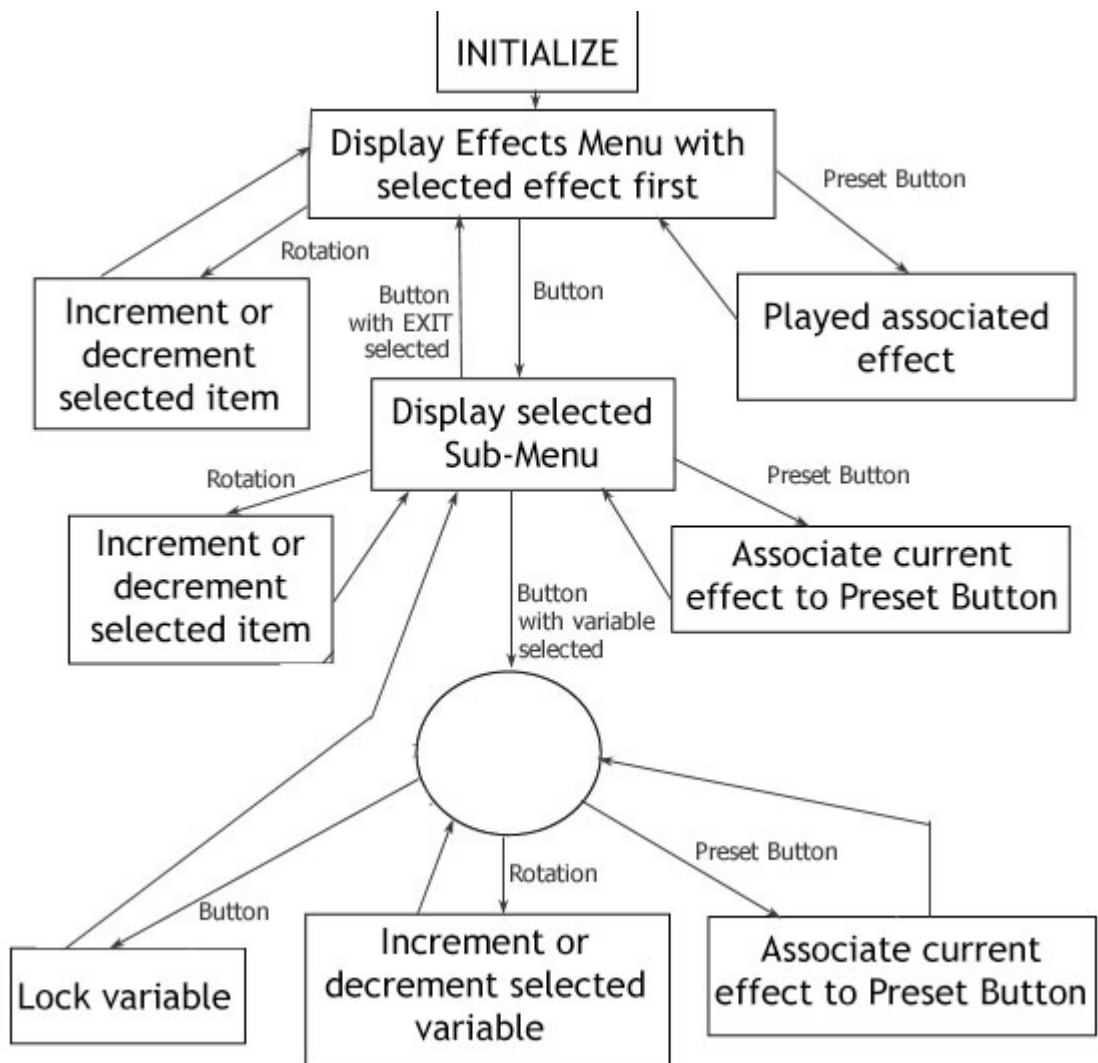 INITIALIZE
Display Effects Menu with
selected effect first
Preset Button
Rotation
Increment or
decrement
selected item
Button
with EXIT
selected
Button
Played associated
effect
Display selected
Sub-Menu
Rotation
Preset Button
Increment or
decrement
selected item
Associate current
effect to Preset Button
Button
with variable
selected
Button
Rotation
Preset Button
Lock variable
Increment or
decrement selected
variable
Associate current
effect to Preset Button